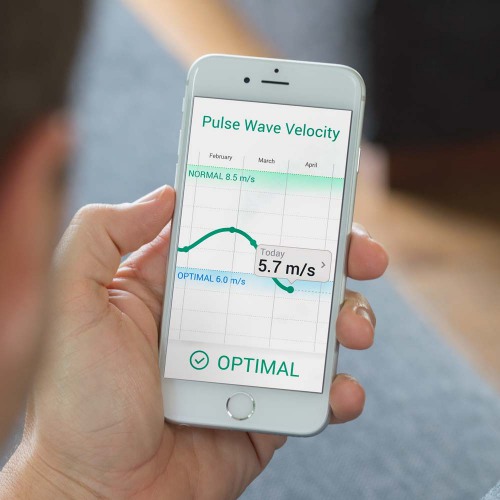 Pulse Wave Velocity
February March April
NORMAL 8.5 m/s
Today
5.7 m/s
OPTIMAL 6.0 m/s
OPTIMAL